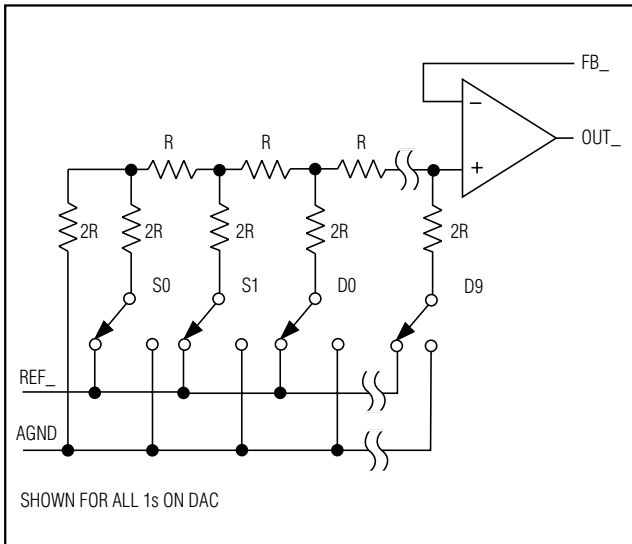 FB_
OUT_
−
+
R R R
2R 2R 2R 2R 2R
S0 S1 D0 D9
REF_
AGND
SHOWN FOR ALL 1s ON DAC